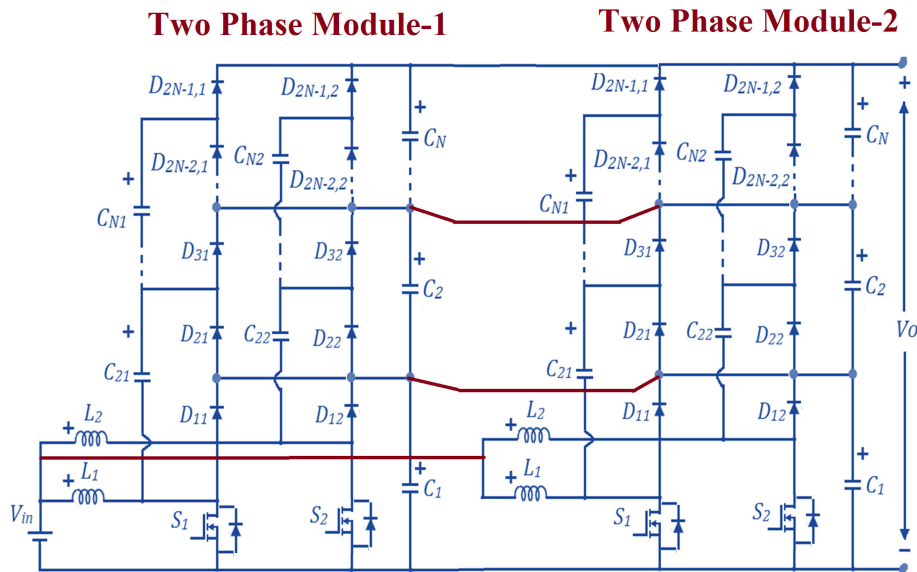 Two Phase Module-1
Two Phase Module-2
D2N-1,1
D2N-1,2
+
CN
D2N-2,1
CN2
D2N-2,2
+
CN1
D31
D32
+
C2
+
D21
C22
D22
C21
D11
D12
L2
+
L1
+
+
C1
Vin
S1
S2
D2N-1,1
D2N-1,2
+
CN
+
D2N-2,1
CN2
D2N-2,2
+
CN1
D31
D32
+
C2
+
D21
C22
D22
Vo
C21
D11
D12
L2
+
L1
+
+
C1
S1
S2
−